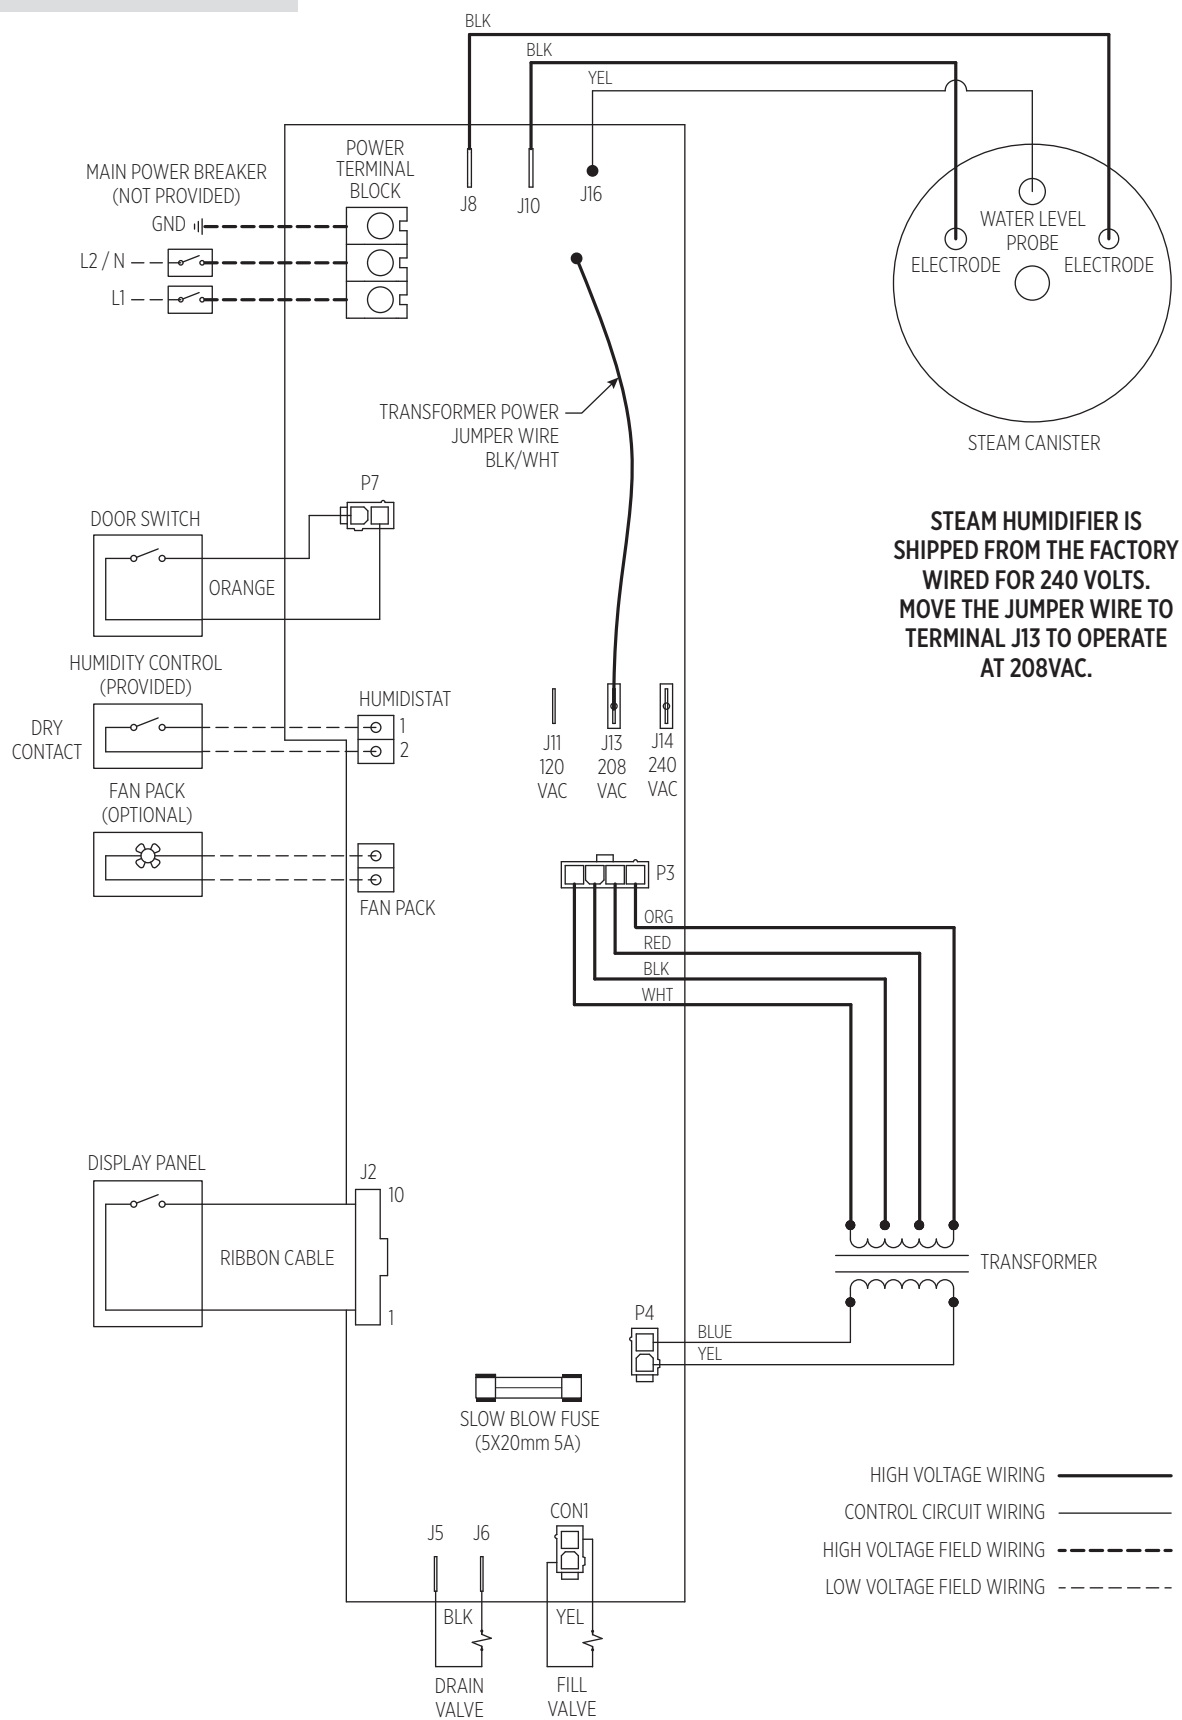 BLK
BLK
YEL
POWER
TERMINAL
BLOCK
MAIN POWER BREAKER
(NOT PROVIDED)
GND
L2 / N
L1
J8
J10
J16
WATER LEVEL
PROBE
ELECTRODE
ELECTRODE
STEAM CANISTER
TRANSFORMER POWER
JUMPER WIRE
BLK/WHT
P7
DOOR SWITCH
ORANGE
STEAM HUMIDIFIER IS
SHIPPED FROM THE FACTORY
WIRED FOR 240 VOLTS.
MOVE THE JUMPER WIRE TO
TERMINAL J13 TO OPERATE
AT 208VAC.
HUMIDITY CONTROL
(PROVIDED)
DRY
CONTACT
HUMIDISTAT
1
2
J11
120
VAC
J13
208
VAC
J14
240
VAC
FAN PACK
(OPTIONAL)
FAN PACK
P3
ORG
RED
BLK
WHT
DISPLAY PANEL
J2
10
RIBBON CABLE
1
TRANSFORMER
P4
BLUE
YEL
SLOW BLOW FUSE
(5X20mm 5A)
HIGH VOLTAGE WIRING
CONTROL CIRCUIT WIRING
HIGH VOLTAGE FIELD WIRING
LOW VOLTAGE FIELD WIRING
J5
J6
CON1
BLK
YEL
DRAIN
VALVE
FILL
VALVE